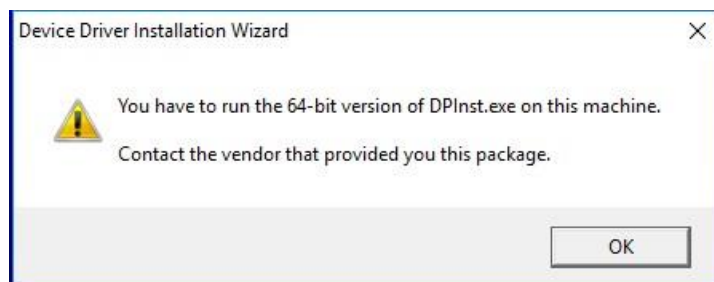 Device Driver Installation Wizard
You have to run the 64-bit version of DPInst.exe on this machine.
Contact the vendor that provided you this package.
OK